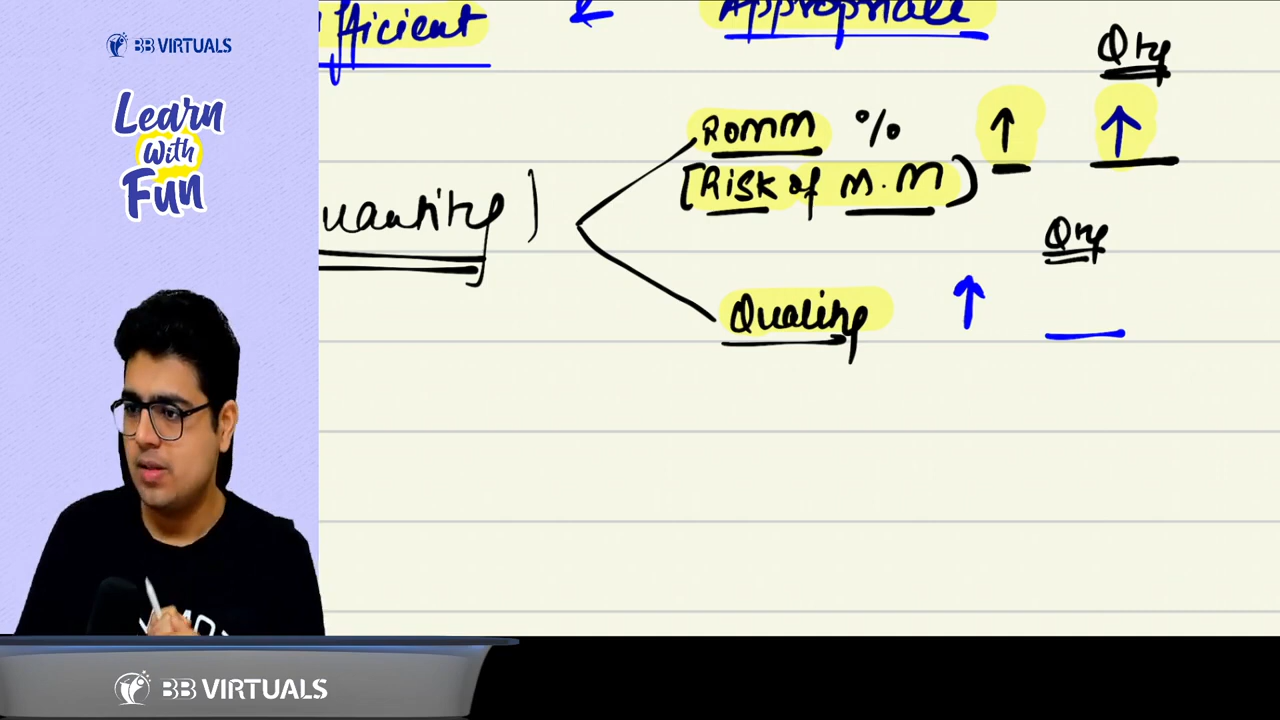 BB VIRTUALS
Learn
With
Fun
fficient & Appropriate
Qty
ROMM % ↑ ↑
[Risk of M.M)
uantity)
Qty
Quality ↑
BB VIRTUALS